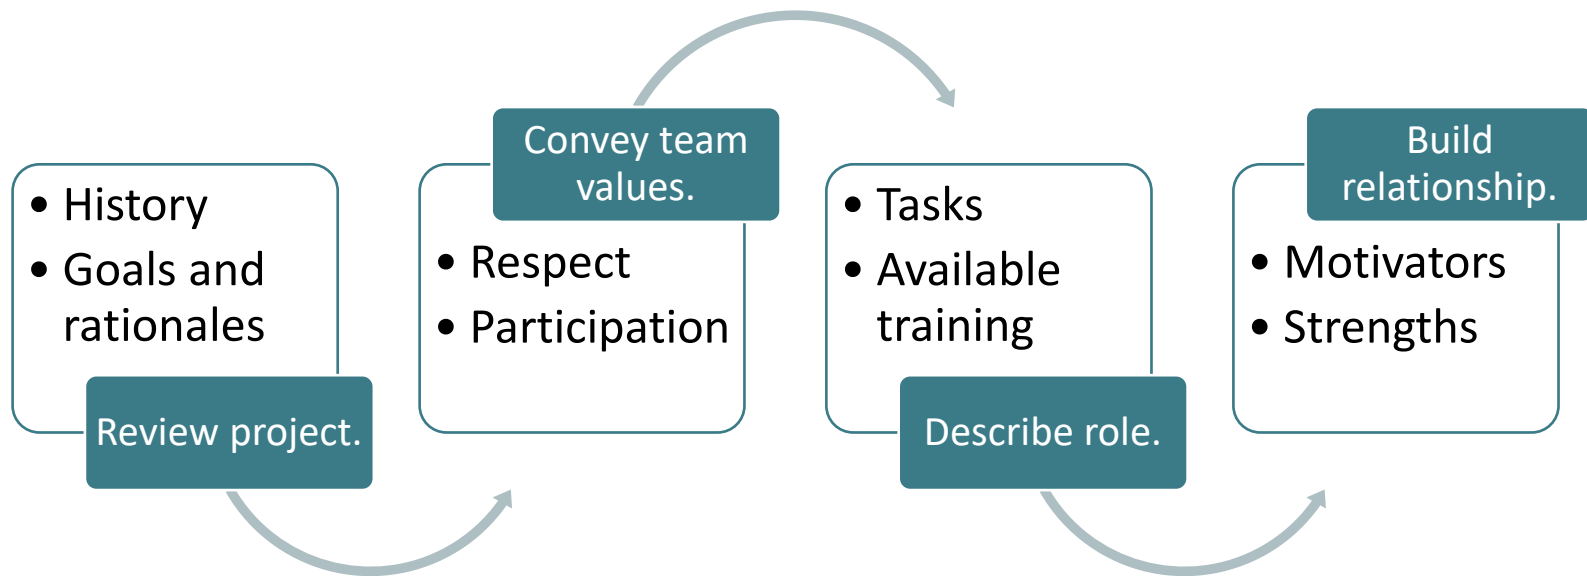 • History
• Goals and
rationales
Review project.
Convey team
values.
• Respect
• Participation
• Tasks
• Available
training
Describe role.
Build
relationship.
• Motivators
• Strengths